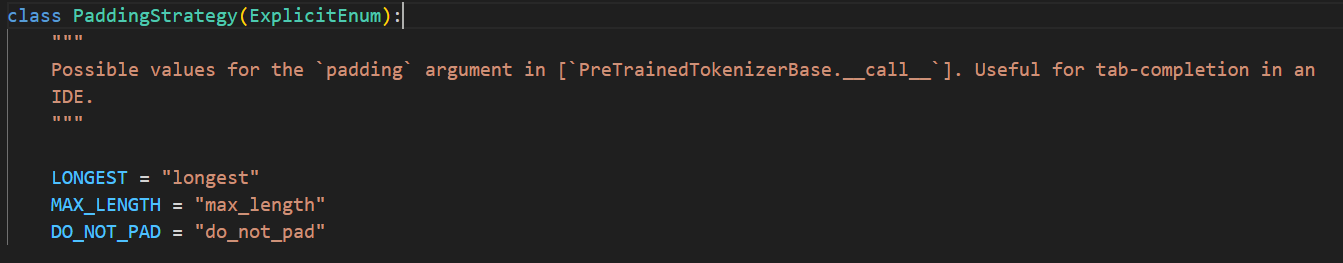 class PaddingStrategy(ExplicitEnum):
    """
    Possible values for the `padding` argument in [`PreTrainedTokenizerBase.__call__`]. Useful for tab-completion in an
    IDE.
    """

    LONGEST = "longest"
    MAX_LENGTH = "max_length"
    DO_NOT_PAD = "do_not_pad"